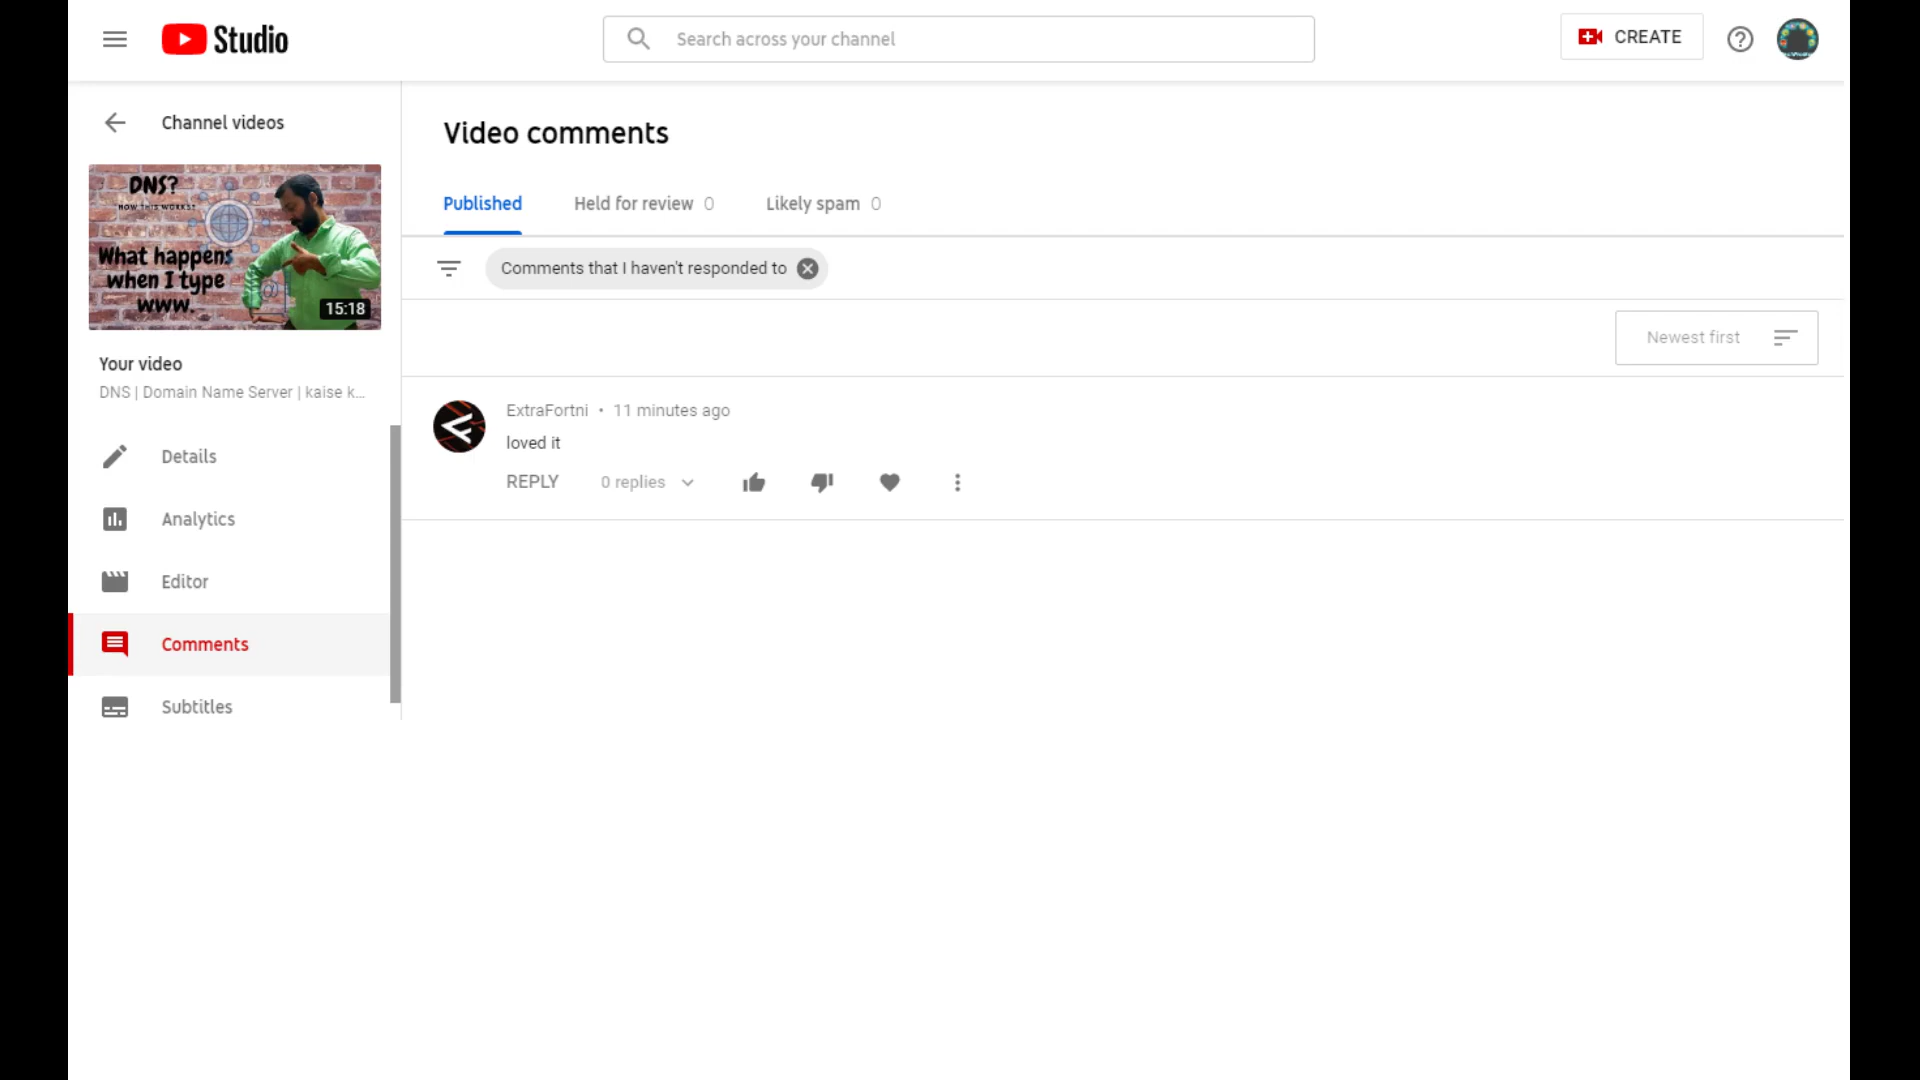 Studio
Search across your channel
CREATE
Channel videos
DNS?
HOW THIS WORKS?
What happens
when I type
www.
15:18
Your video
DNS | Domain Name Server | kaise k...
Details
Analytics
Editor
Comments
Subtitles
Video comments
Published
Held for review 0
Likely spam 0
Comments that I haven't responded to
Newest first
ExtraFortni • 11 minutes ago
loved it
REPLY 0 replies